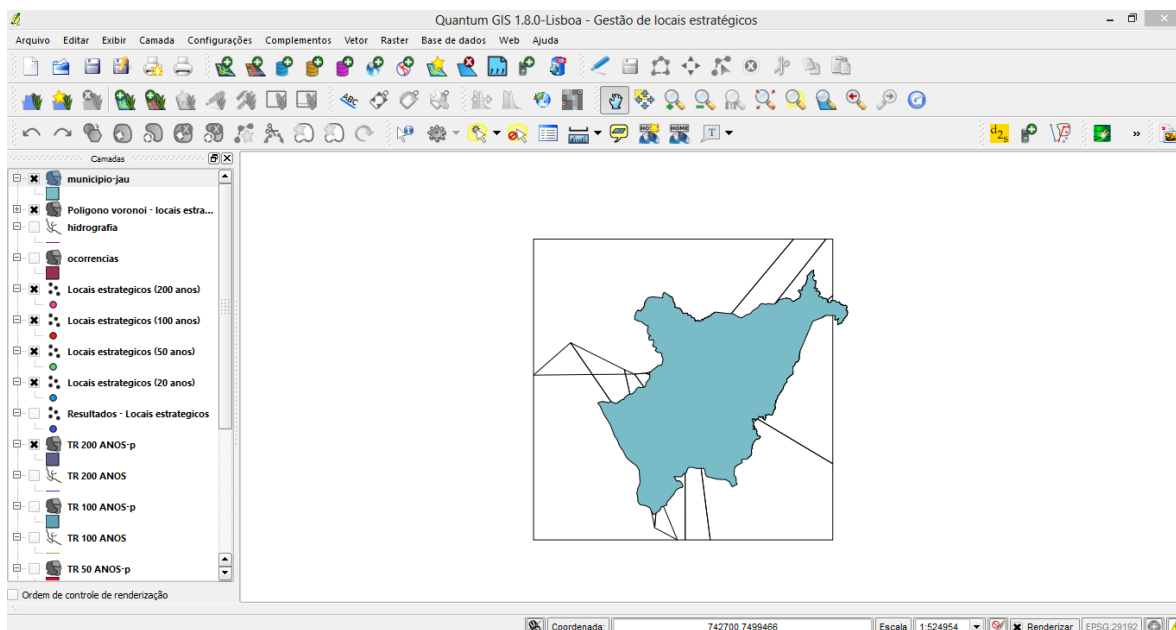 Quantum GIS 1.8.0-Lisboa - Gestão de locais estratégicos
Arquivo Editar Exibir Camada Configurações Complementos Vetor Raster Base de dados Web Ajuda
ABC
T
d2s
»
Camadas
municipio-jau
Poligono voronoi - locais estra...
hidrografia
ocorrencias
Locais estrategicos (200 anos)
Locais estrategicos (100 anos)
Locais estrategicos (50 anos)
Locais estrategicos (20 anos)
Resultados - Locais estrategicos
TR 200 ANOS-p
TR 200 ANOS
TR 100 ANOS-p
TR 100 ANOS
TR 50 ANOS-p
Ordem de controle de renderização
Coordenada: 742700,7499466 Escala 1:524954 Renderizar EPSG:29192